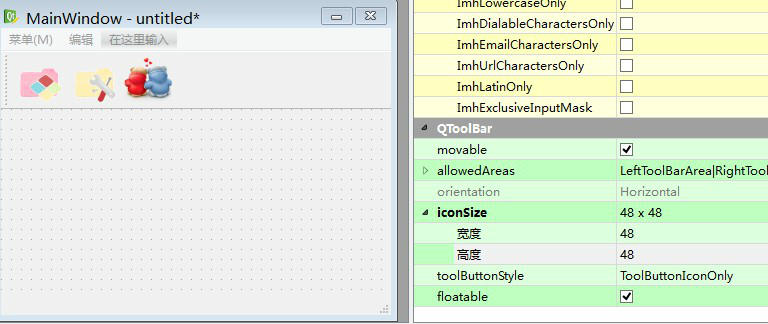 MainWindow - untitled*
菜单(M) 编辑 在这里输入
ImhLowercaseOnly
ImhDialableCharactersOnly
ImhEmailCharactersOnly
ImhUrlCharactersOnly
ImhLatinOnly
ImhExclusiveInputMask
QToolBar
movable
allowedAreas LeftToolBarArea|RightTool
orientation Horizontal
iconSize 48 x 48
宽度 48
高度 48
toolButtonStyle ToolButtonIconOnly
floatable